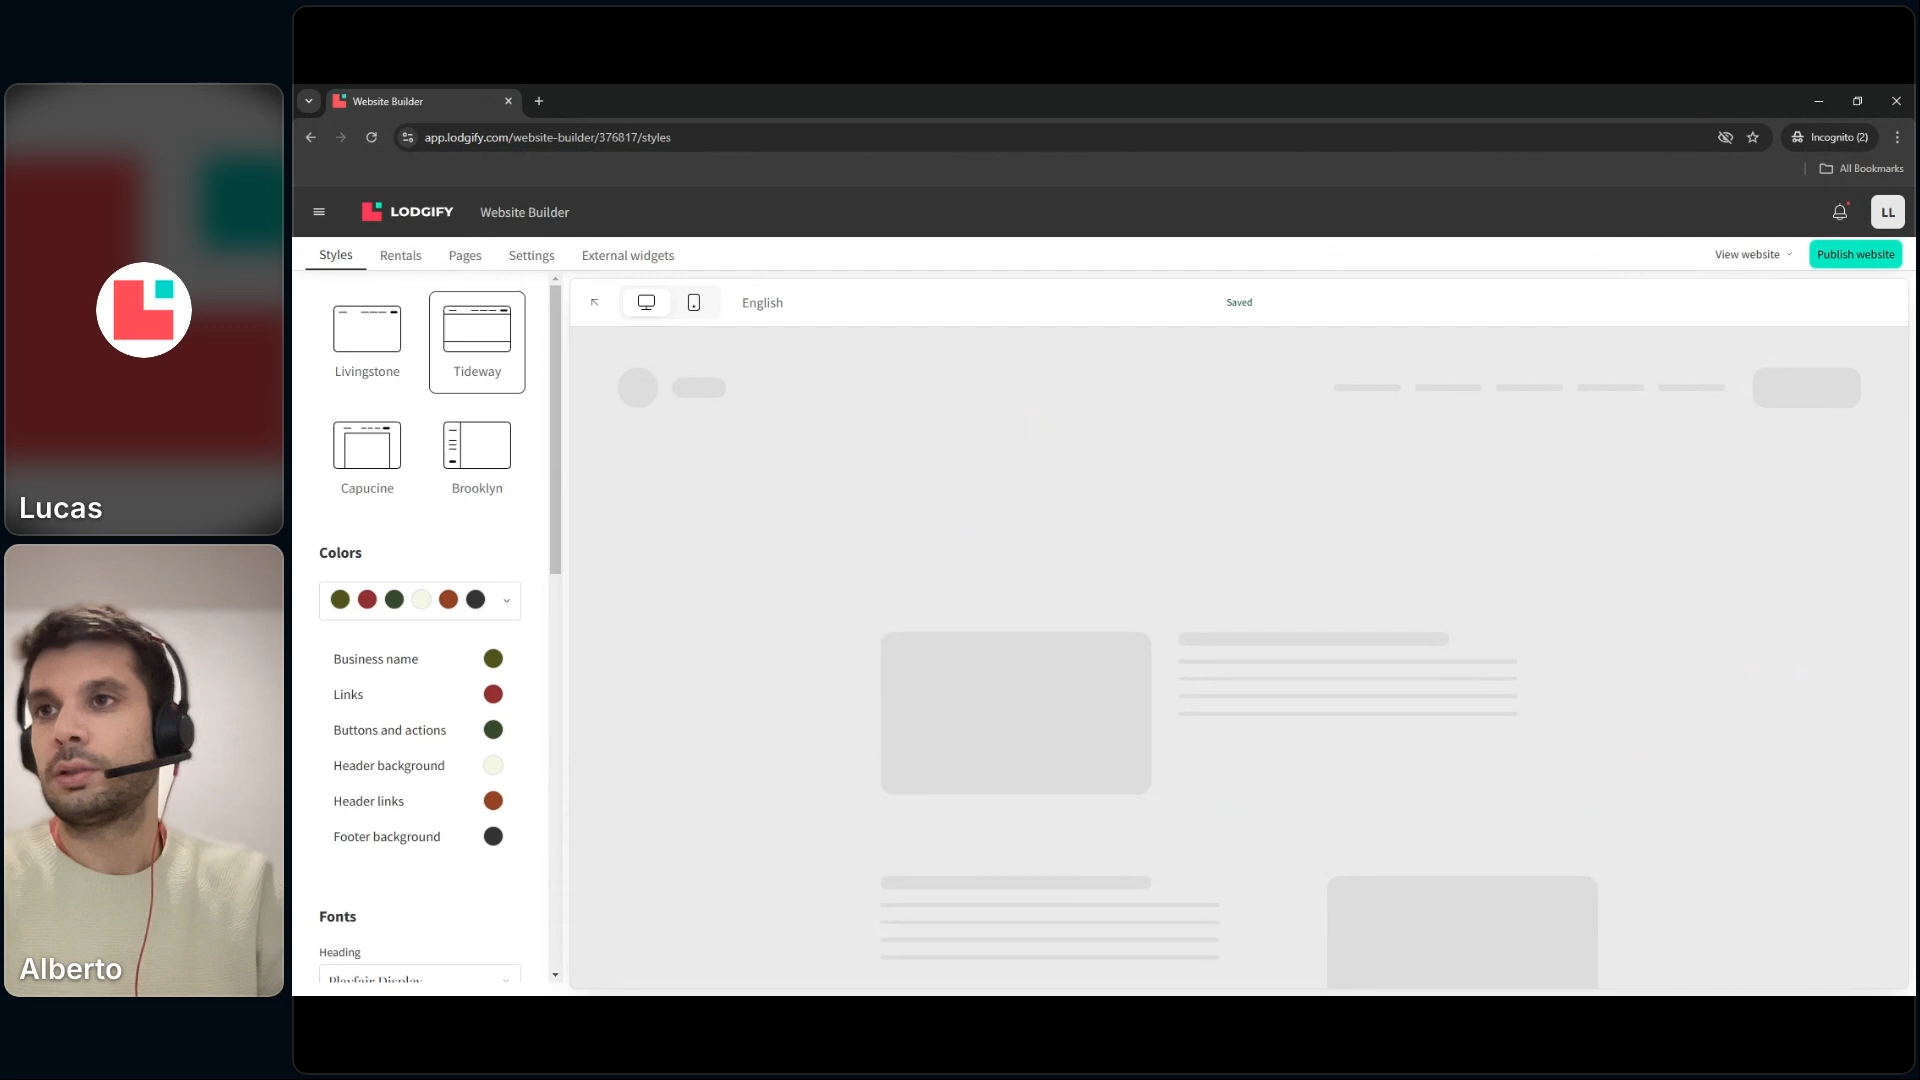 Website Builder
app.lodgify.com/website-builder/376817/styles
Incognito (2)
All Bookmarks
LODGIFY
Website Builder
LL
Styles
Rentals
Pages
Settings
External widgets
View website
Publish website
Livingstone
Tideway
English
Saved
Capucine
Brooklyn
Colors
Business name
Links
Buttons and actions
Header background
Header links
Footer background
Fonts
Heading
Playfair Display
Lucas
Alberto